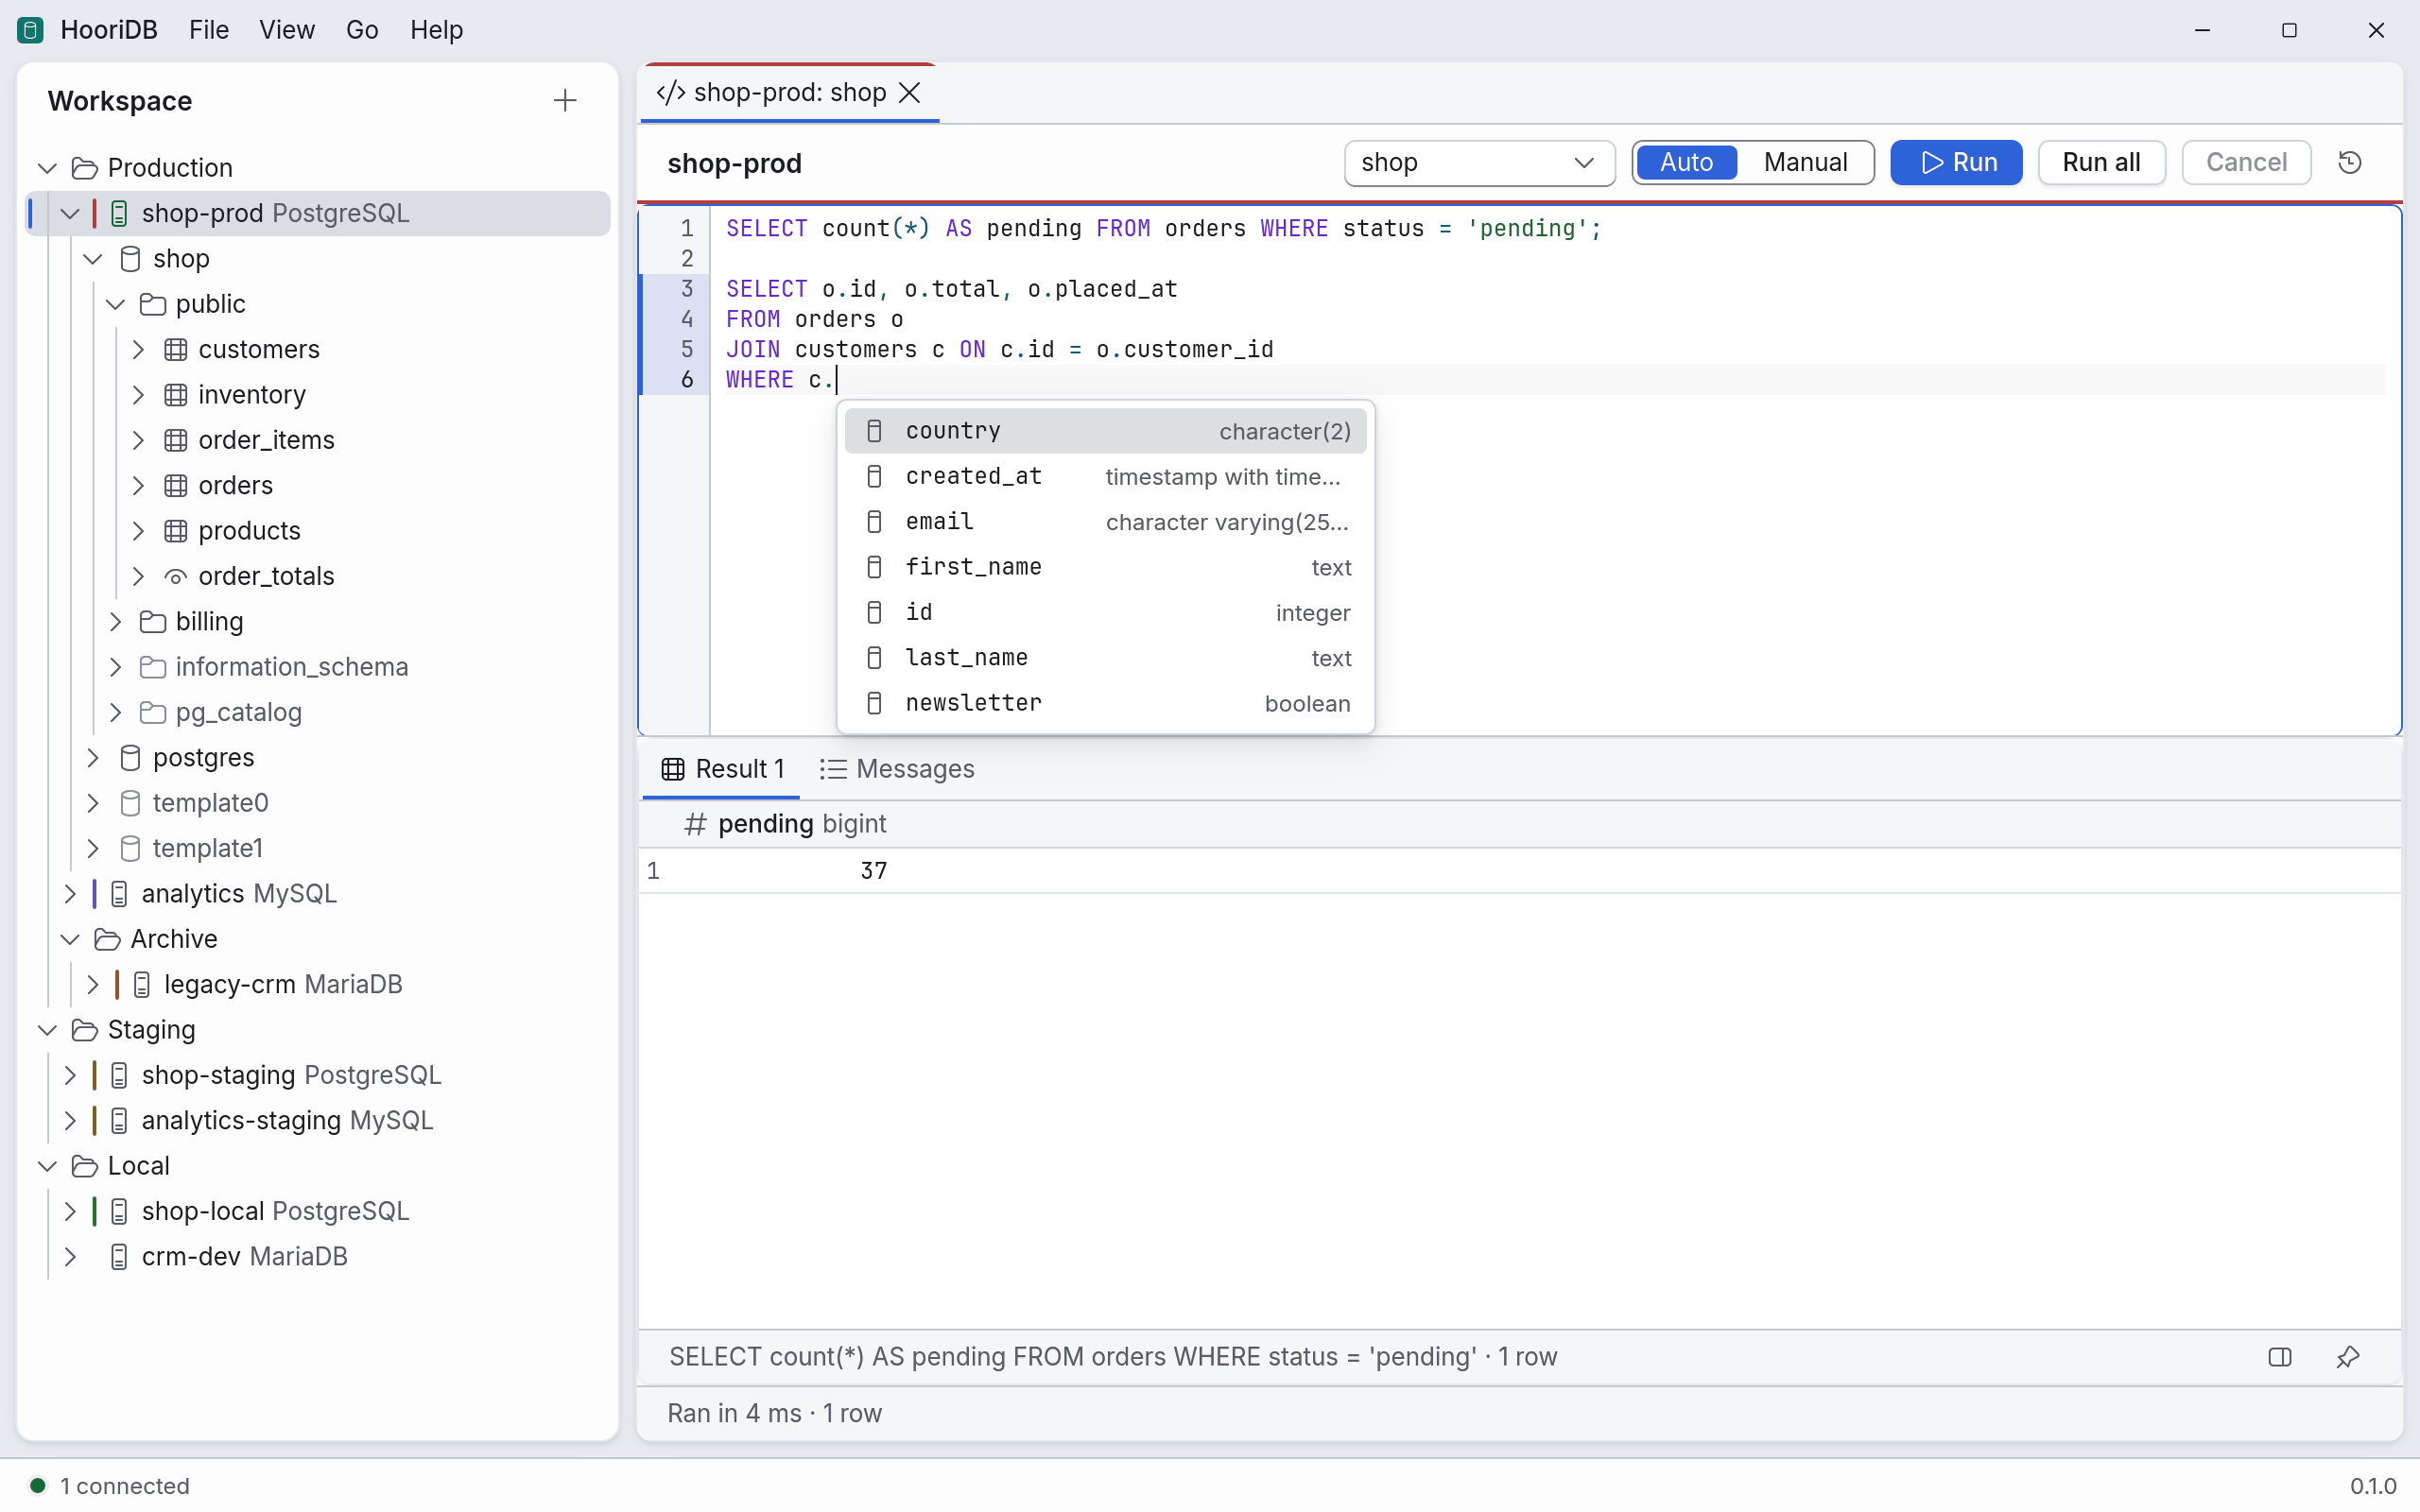 HooriDB File View Go Help
Workspace
Production
shop-prod PostgreSQL
shop
public
customers
inventory
order_items
orders
products
order_totals
billing
information_schema
pg_catalog
postgres
template0
template1
analytics MySQL
Archive
legacy-crm MariaDB
Staging
shop-staging PostgreSQL
analytics-staging MySQL
Local
shop-local PostgreSQL
crm-dev MariaDB
shop-prod: shop
shop-prod shop Auto Manual Run Run all Cancel
1 SELECT count(*) AS pending FROM orders WHERE status = 'pending';
2
3 SELECT o.id, o.total, o.placed_at
4 FROM orders o
5 JOIN customers c ON c.id = o.customer_id
6 WHERE c.
country character(2)
created_at timestamp with time...
email character varying(25...
first_name text
id integer
last_name text
newsletter boolean
Result 1 Messages
# pending bigint
1 37
SELECT count(*) AS pending FROM orders WHERE status = 'pending' · 1 row
Ran in 4 ms · 1 row
1 connected 0.1.0